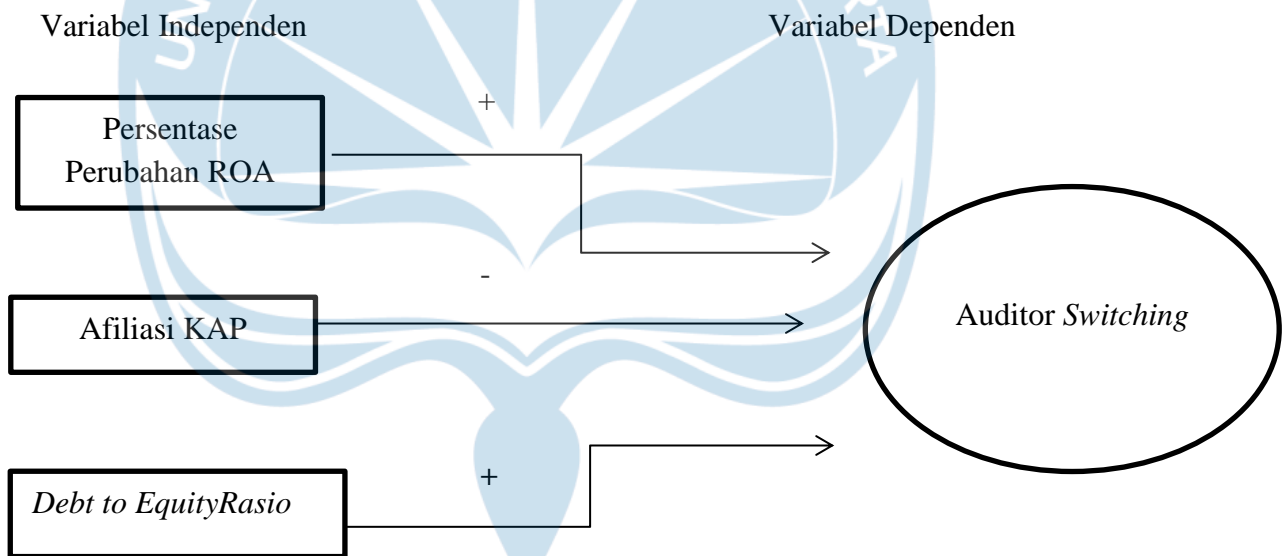 Variabel Independen
Variabel Dependen
+
Persentase
Perubahan ROA
-
Afiliasi KAP
Auditor Switching
+
Debt to EquityRasio